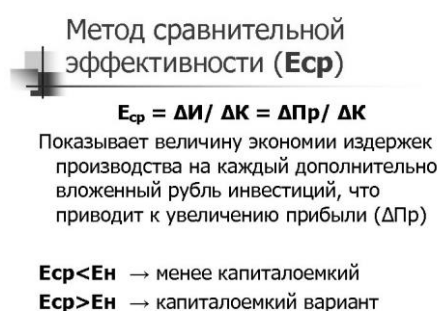 Метод сравнительной
эффективности (Еср)
Еср = ΔИ/ ΔК = ΔПр/ ΔК
Показывает величину экономии издержек
производства на каждый дополнительно
вложенный рубль инвестиций, что
приводит к увеличению прибыли (ΔПр)
Еср<Ен → менее капиталоемкий
Еср>Ен → капиталоемкий вариант